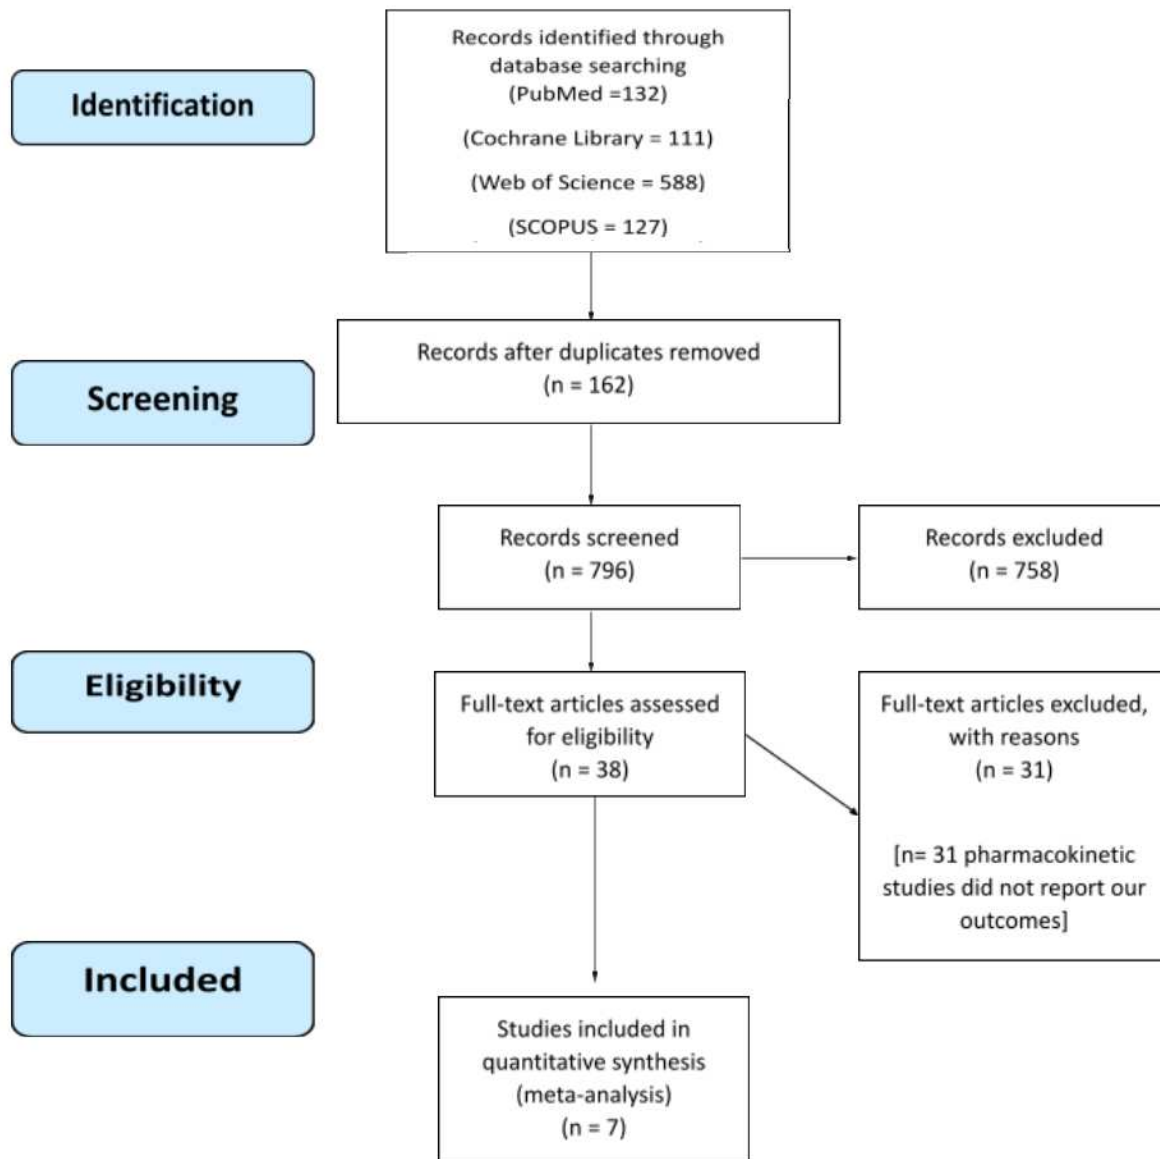 Identification
Records identified through
database searching
(PubMed =132)
(Cochrane Library = 111)
(Web of Science = 588)
(SCOPUS = 127)
Screening
Records after duplicates removed
(n = 162)
Records screened
(n = 796)
Records excluded
(n = 758)
Eligibility
Full-text articles assessed
for eligibility
(n = 38)
Full-text articles excluded,
with reasons
(n = 31)
[n= 31 pharmacokinetic
studies did not report our
outcomes]
Included
Studies included in
quantitative synthesis
(meta-analysis)
(n = 7)